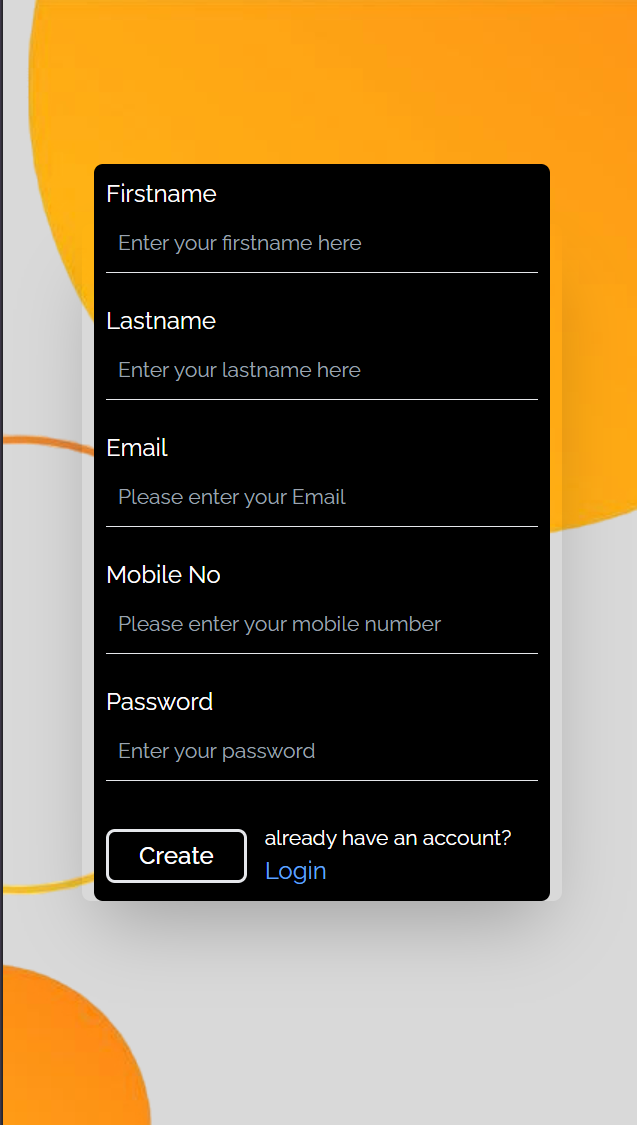 Firstname
Enter your firstname here
Lastname
Enter your lastname here
Email
Please enter your Email
Mobile No
Please enter your mobile number
Password
Enter your password
Create
already have an account?
Login